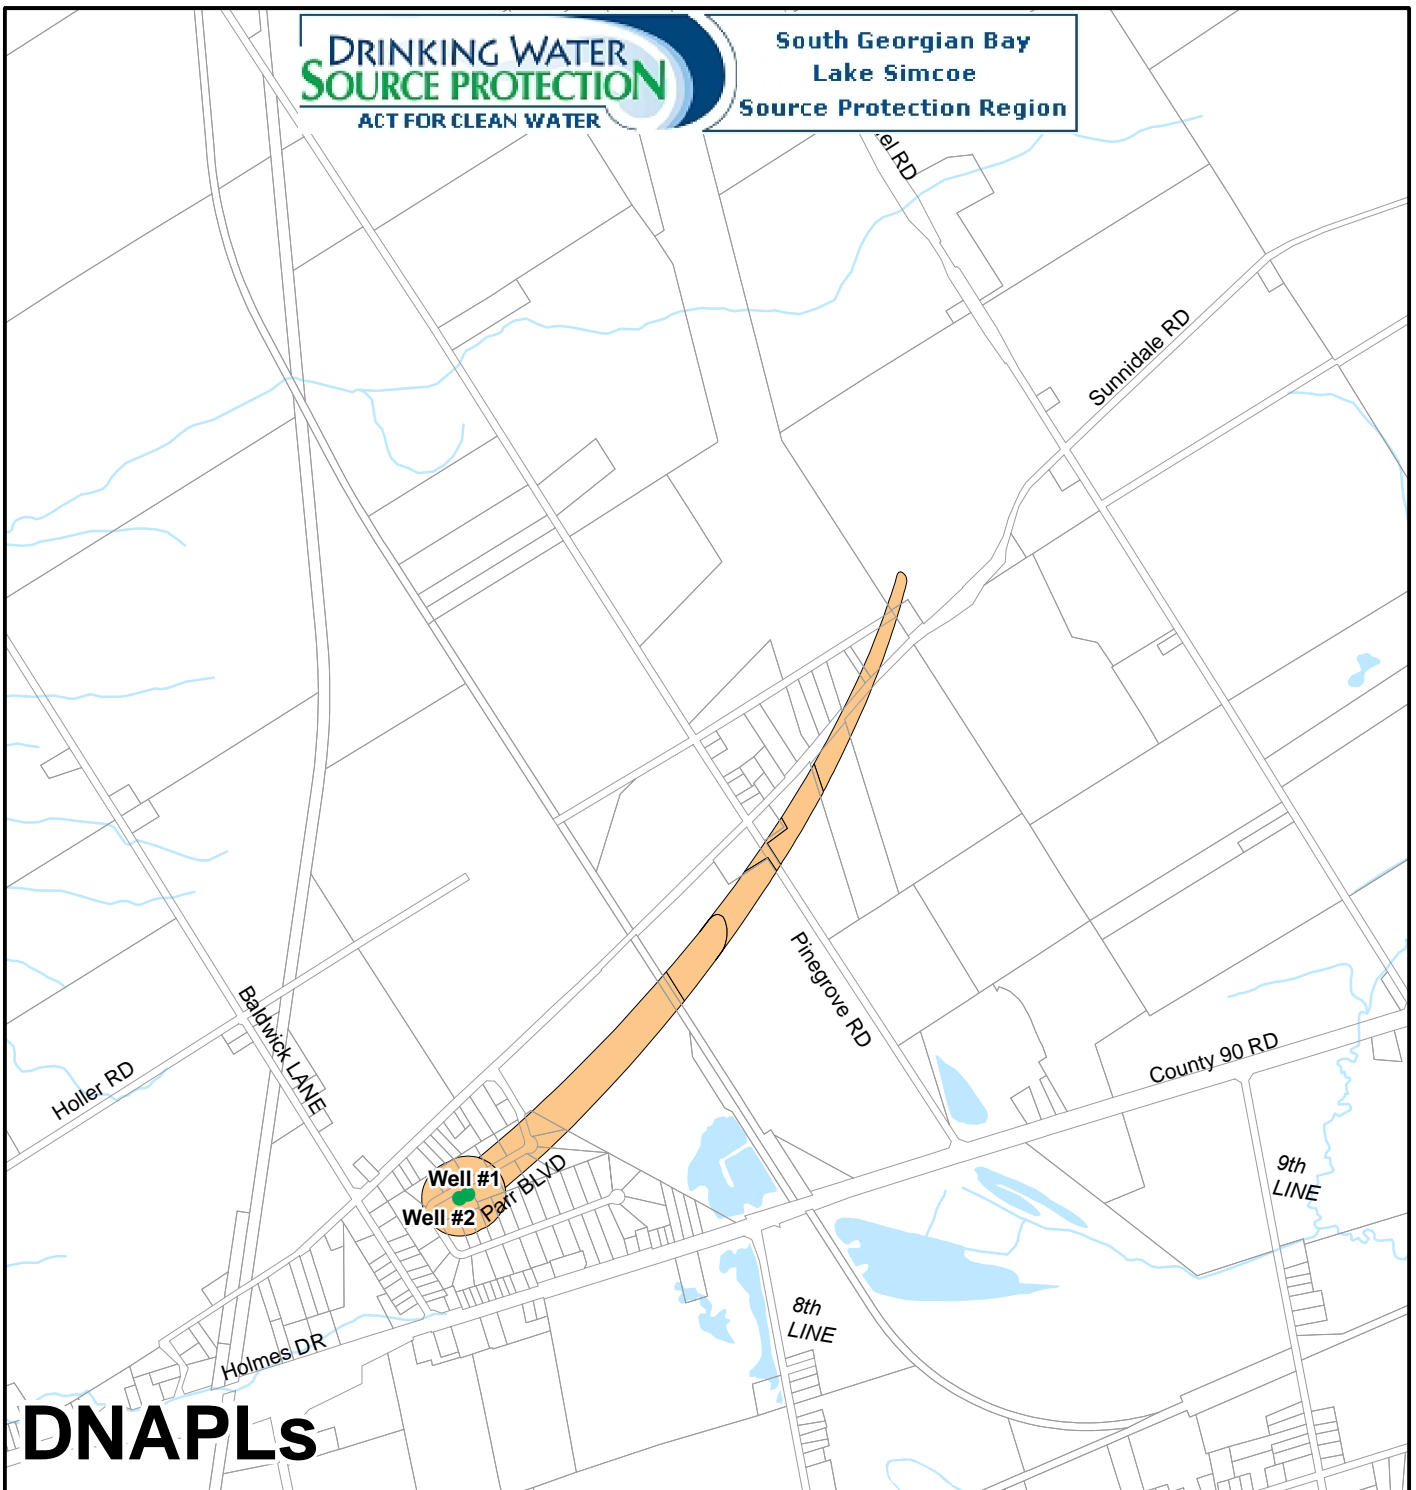 DRINKING WATER
SOURCE PROTECTION
ACT FOR CLEAN WATER
South Georgian Bay
Lake Simcoe
Source Protection Region
RD
Sunnidale RD
Pinegrove RD
Baldwick LANE
Holler RD
County 90 RD
Well #1
Well #2
Parr BLVD
9th
LINE
8th
LINE
Holmes DR
DNAPLs